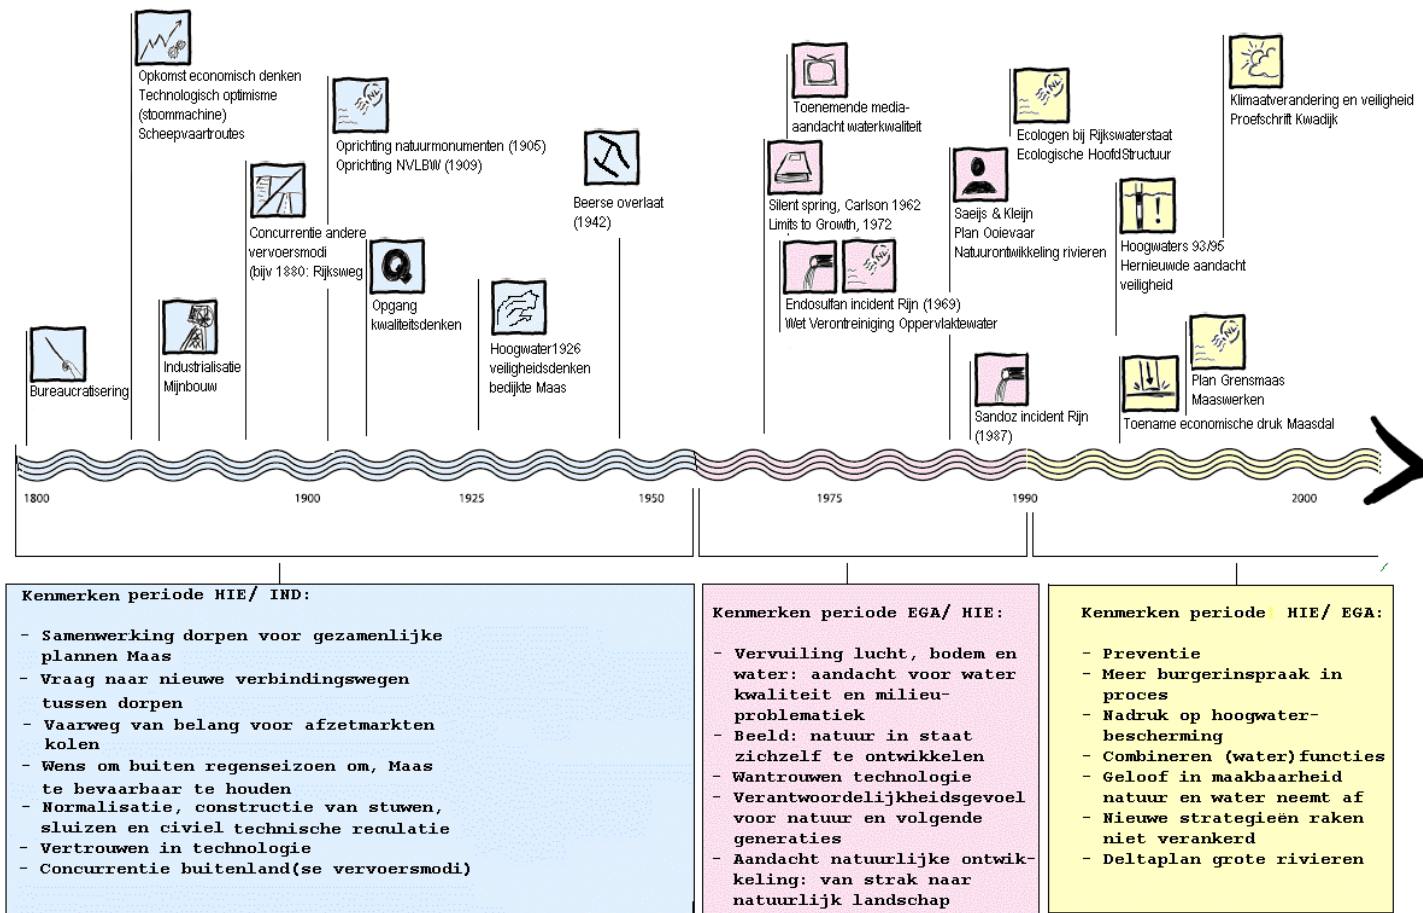 Opkomst economisch denken
Technologisch optimisme
(stoommachine)
Scheepvaartroutes
Oprichting natuurmonumenten (1905)
Oprichting NVLBW (1909)
Concurrentie andere
vervoersmodi
(bijv 1880: Rijksweg
Beerse overlaat
(1942)
Opgang
kwaliteitsdenken
Hoogwater1926
veiligheidsdenken
bedijkte Maas
Industrialisatie
Mijnbouw
Bureaucratisering
Toenemende media-
aandacht waterkwaliteit
Silent spring, Carlson 1962
Limits to Growth, 1972
Endosulfan incident Rijn (1969)
Wet Verontreiniging Oppervlaktewater
Saeijs & Kleijn
Plan Ooievaar
Natuurontwikkeling rivieren
Sandoz incident Rijn
(1987)
Ecologen bij Rijkswaterstaat
Ecologische HoofdStructuur
Klimaatverandering en veiligheid
Proefschrift Kwadijk
Hoogwaters 93/95
Hernieuwde aandacht
veiligheid
Plan Grensmaas
Maaswerken
Toename economische druk Maasdal
1800 1900 1925 1950 1975 1990 2000
Kenmerken periode HIE/ IND:
- Samenwerking dorpen voor gezamenlijke
plannen Maas
- Vraag naar nieuwe verbindingswegen
tussen dorpen
- Vaarweg van belang voor afzetmarkten
kolen
- Wens om buiten regenseizoen om, Maas
te bevaarbaar te houden
- Normalisatie, constructie van stuwen,
sluizen en civiel technische regulatie
- Vertrouwen in technologie
- Concurrentie buitenland(se vervoersmodi)
Kenmerken periode EGA/ HIE:
- Vervuiling lucht, bodem en
water: aandacht voor water
kwaliteit en milieu-
problematiek
- Beeld: natuur in staat
zichzelf te ontwikkelen
- Wantrouwen technologie
- Verantwoordelijkheidsgevoel
voor natuur en volgende
generaties
- Aandacht natuurlijke ontwik-
keling: van strak naar
natuurlijk landschap
Kenmerken periode HIE/ EGA:
- Preventie
- Meer burgerinspraak in
proces
- Nadruk op hoogwater-
bescherming
- Combineren (water)functies
- Geloof in maakbaarheid
natuur en water neemt af
- Nieuwe strategieën raken
niet verankerd
- Deltaplan grote rivieren
NL
NL
NL
NL
Q